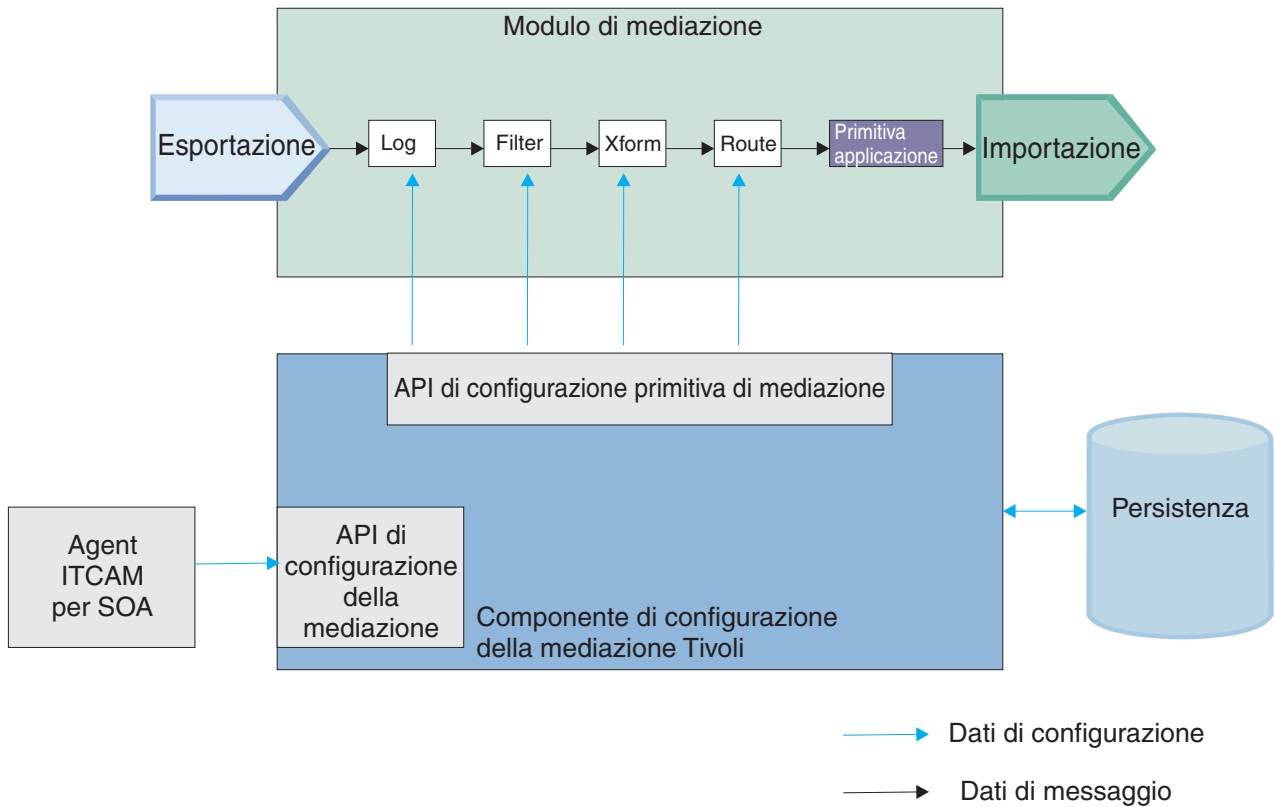 Modulo di mediazione
Esportazione
Log
Filter
Xform
Route
Primitiva
applicazione
Importazione
API di configurazione primitiva di mediazione
Agent
ITCAM
per SOA
API di
configurazione
della
mediazione
Componente di configurazione
della mediazione Tivoli
Persistenza
Dati di configurazione
Dati di messaggio